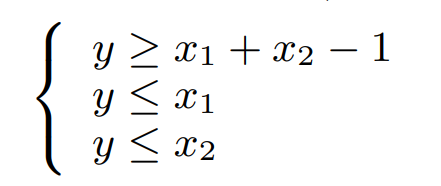 y ≥ x₁ + x₂ − 1
y ≤ x₁
y ≤ x₂